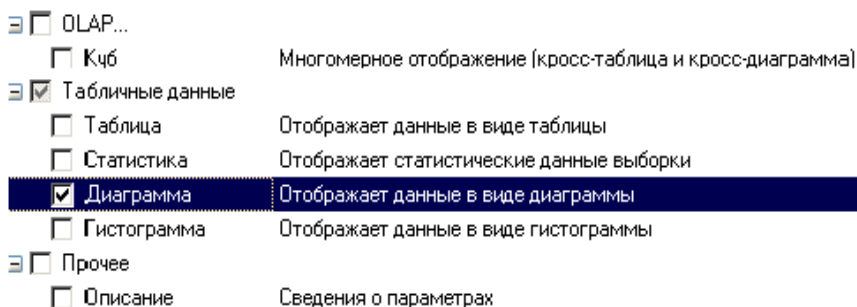 OLAP...
Куб Многомерное отображение (кросс-таблица и кросс-диаграмма)
Табличные данные
Таблица Отображает данные в виде таблицы
Статистика Отображает статистические данные выборки
Диаграмма Отображает данные в виде диаграммы
Гистограмма Отображает данные в виде гистограммы
Прочее
Описание Сведения о параметрах